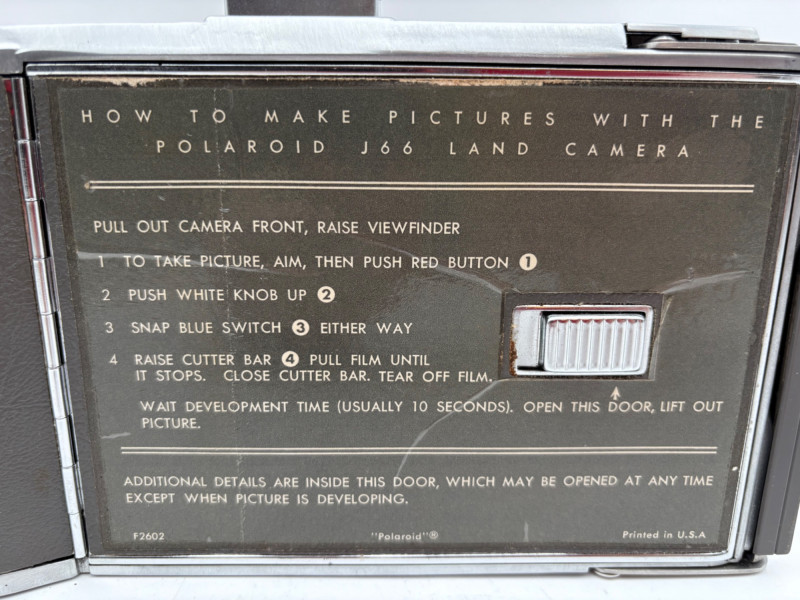 HOW TO MAKE PICTURES WITH THE
POLAROID J66 LAND CAMERA
PULL OUT CAMERA FRONT, RAISE VIEWFINDER
1 TO TAKE PICTURE, AIM, THEN PUSH RED BUTTON 1
2 PUSH WHITE KNOB UP 2
3 SNAP BLUE SWITCH 3 EITHER WAY
4 RAISE CUTTER BAR 4 PULL FILM UNTIL
IT STOPS. CLOSE CUTTER BAR. TEAR OFF FILM.
WAIT DEVELOPMENT TIME (USUALLY 10 SECONDS). OPEN THIS DOOR, LIFT OUT
PICTURE.
ADDITIONAL DETAILS ARE INSIDE THIS DOOR, WHICH MAY BE OPENED AT ANY TIME
EXCEPT WHEN PICTURE IS DEVELOPING.
F2602 "Polaroid"® Printed in U.S.A